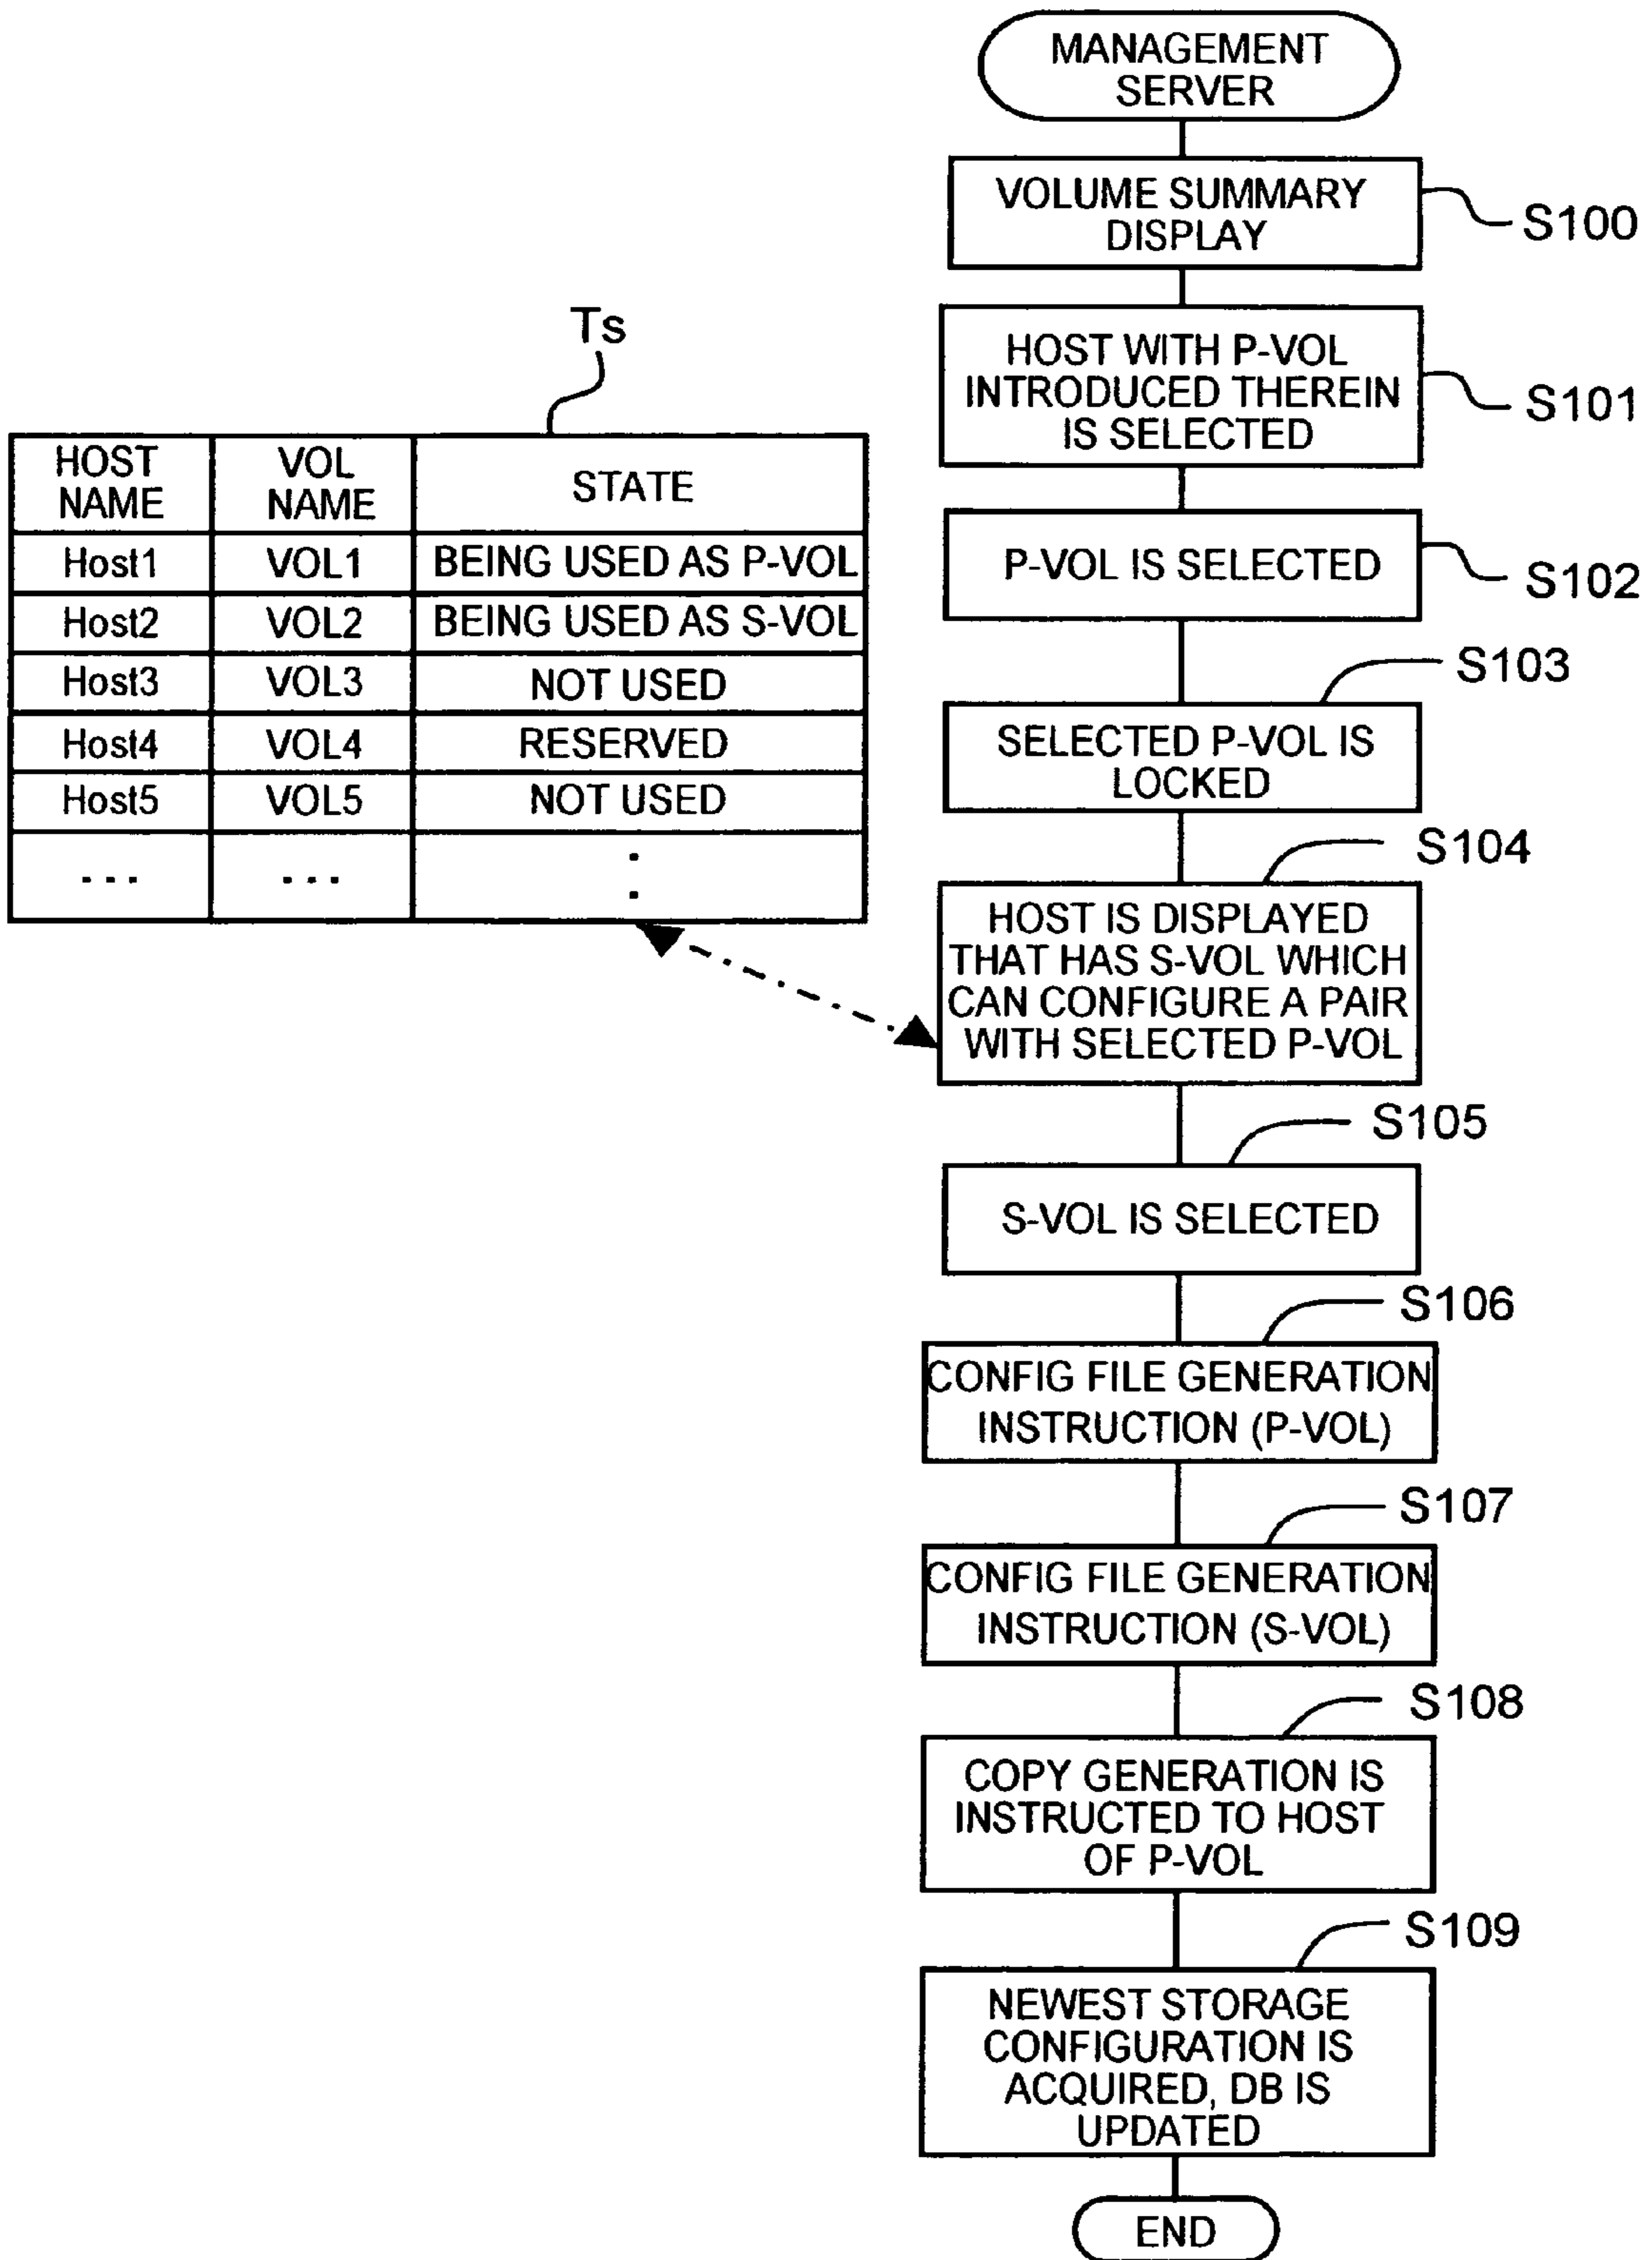 MANAGEMENT
SERVER
VOLUME SUMMARY
DISPLAY
S100
HOST WITH P-VOL
INTRODUCED THEREIN
IS SELECTED
S101
P-VOL IS SELECTED
S102
SELECTED P-VOL IS
LOCKED
S103
Ts
HOST NAME VOL NAME STATE
Host1 VOL1 BEING USED AS P-VOL
Host2 VOL2 BEING USED AS S-VOL
Host3 VOL3 NOT USED
Host4 VOL4 RESERVED
Host5 VOL5 NOT USED
... ... :
HOST IS DISPLAYED
THAT HAS S-VOL WHICH
CAN CONFIGURE A PAIR
WITH SELECTED P-VOL
S104
S-VOL IS SELECTED
S105
CONFIG FILE GENERATION
INSTRUCTION (P-VOL)
S106
CONFIG FILE GENERATION
INSTRUCTION (S-VOL)
S107
COPY GENERATION IS
INSTRUCTED TO HOST
OF P-VOL
S108
NEWEST STORAGE
CONFIGURATION IS
ACQUIRED, DB IS
UPDATED
S109
END